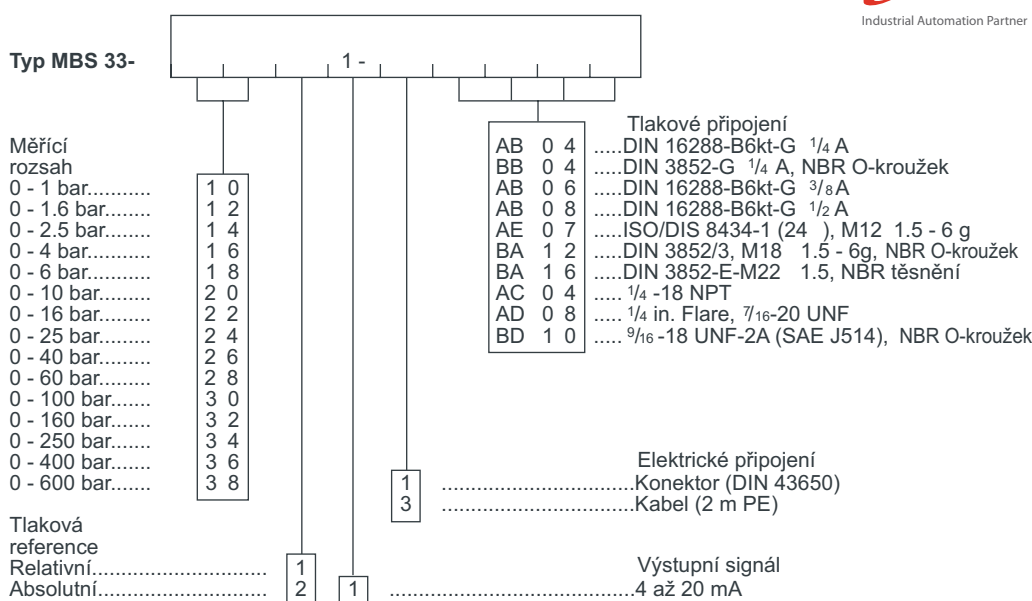 Industrial Automation Partner
Typ MBS 33- 1 -
Měřící
rozsah
0 - 1 bar........... 1 0
0 - 1.6 bar........ 1 2
0 - 2.5 bar........ 1 4
0 - 4 bar........... 1 6
0 - 6 bar........... 1 8
0 - 10 bar......... 2 0
0 - 16 bar......... 2 2
0 - 25 bar......... 2 4
0 - 40 bar......... 2 6
0 - 60 bar......... 2 8
0 - 100 bar....... 3 0
0 - 160 bar....... 3 2
0 - 250 bar....... 3 4
0 - 400 bar....... 3 6
0 - 600 bar....... 3 8
Tlakové připojení
AB 0 4 .....DIN 16288-B6kt-G 1/4 A
BB 0 4 .....DIN 3852-G 1/4 A, NBR O-kroužek
AB 0 6 .....DIN 16288-B6kt-G 3/8A
AB 0 8 .....DIN 16288-B6kt-G 1/2 A
AE 0 7 .....ISO/DIS 8434-1 (24 ), M12 1.5 - 6 g
BA 1 2 .....DIN 3852/3, M18 1.5 - 6g, NBR O-kroužek
BA 1 6 .....DIN 3852-E-M22 1.5, NBR těsnění
AC 0 4 ..... 1/4 -18 NPT
AD 0 8 ..... 1/4 in. Flare, 7/16-20 UNF
BD 1 0 ..... 9/16 -18 UNF-2A (SAE J514), NBR O-kroužek
Elektrické připojení
1 ..................................Konektor (DIN 43650)
3 ..................................Kabel (2 m PE)
Tlaková
reference
Relativní............................. 1
Absolutní............................ 2
Výstupní signál
1 ...........................................4 až 20 mA